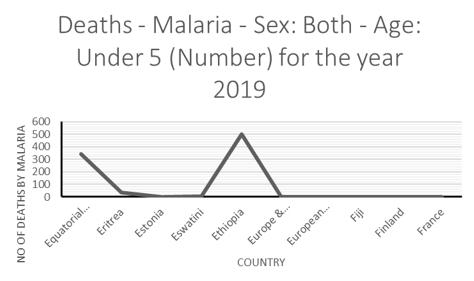 Deaths - Malaria - Sex: Both - Age:
Under 5 (Number) for the year
2019
NO OF DEATHS BY MALARIA
600
500
400
300
200
100
0
Equatorial...
Eritrea
Estonia
Eswatini
Ethiopia
Europe &...
European...
Fiji
Finland
France
COUNTRY